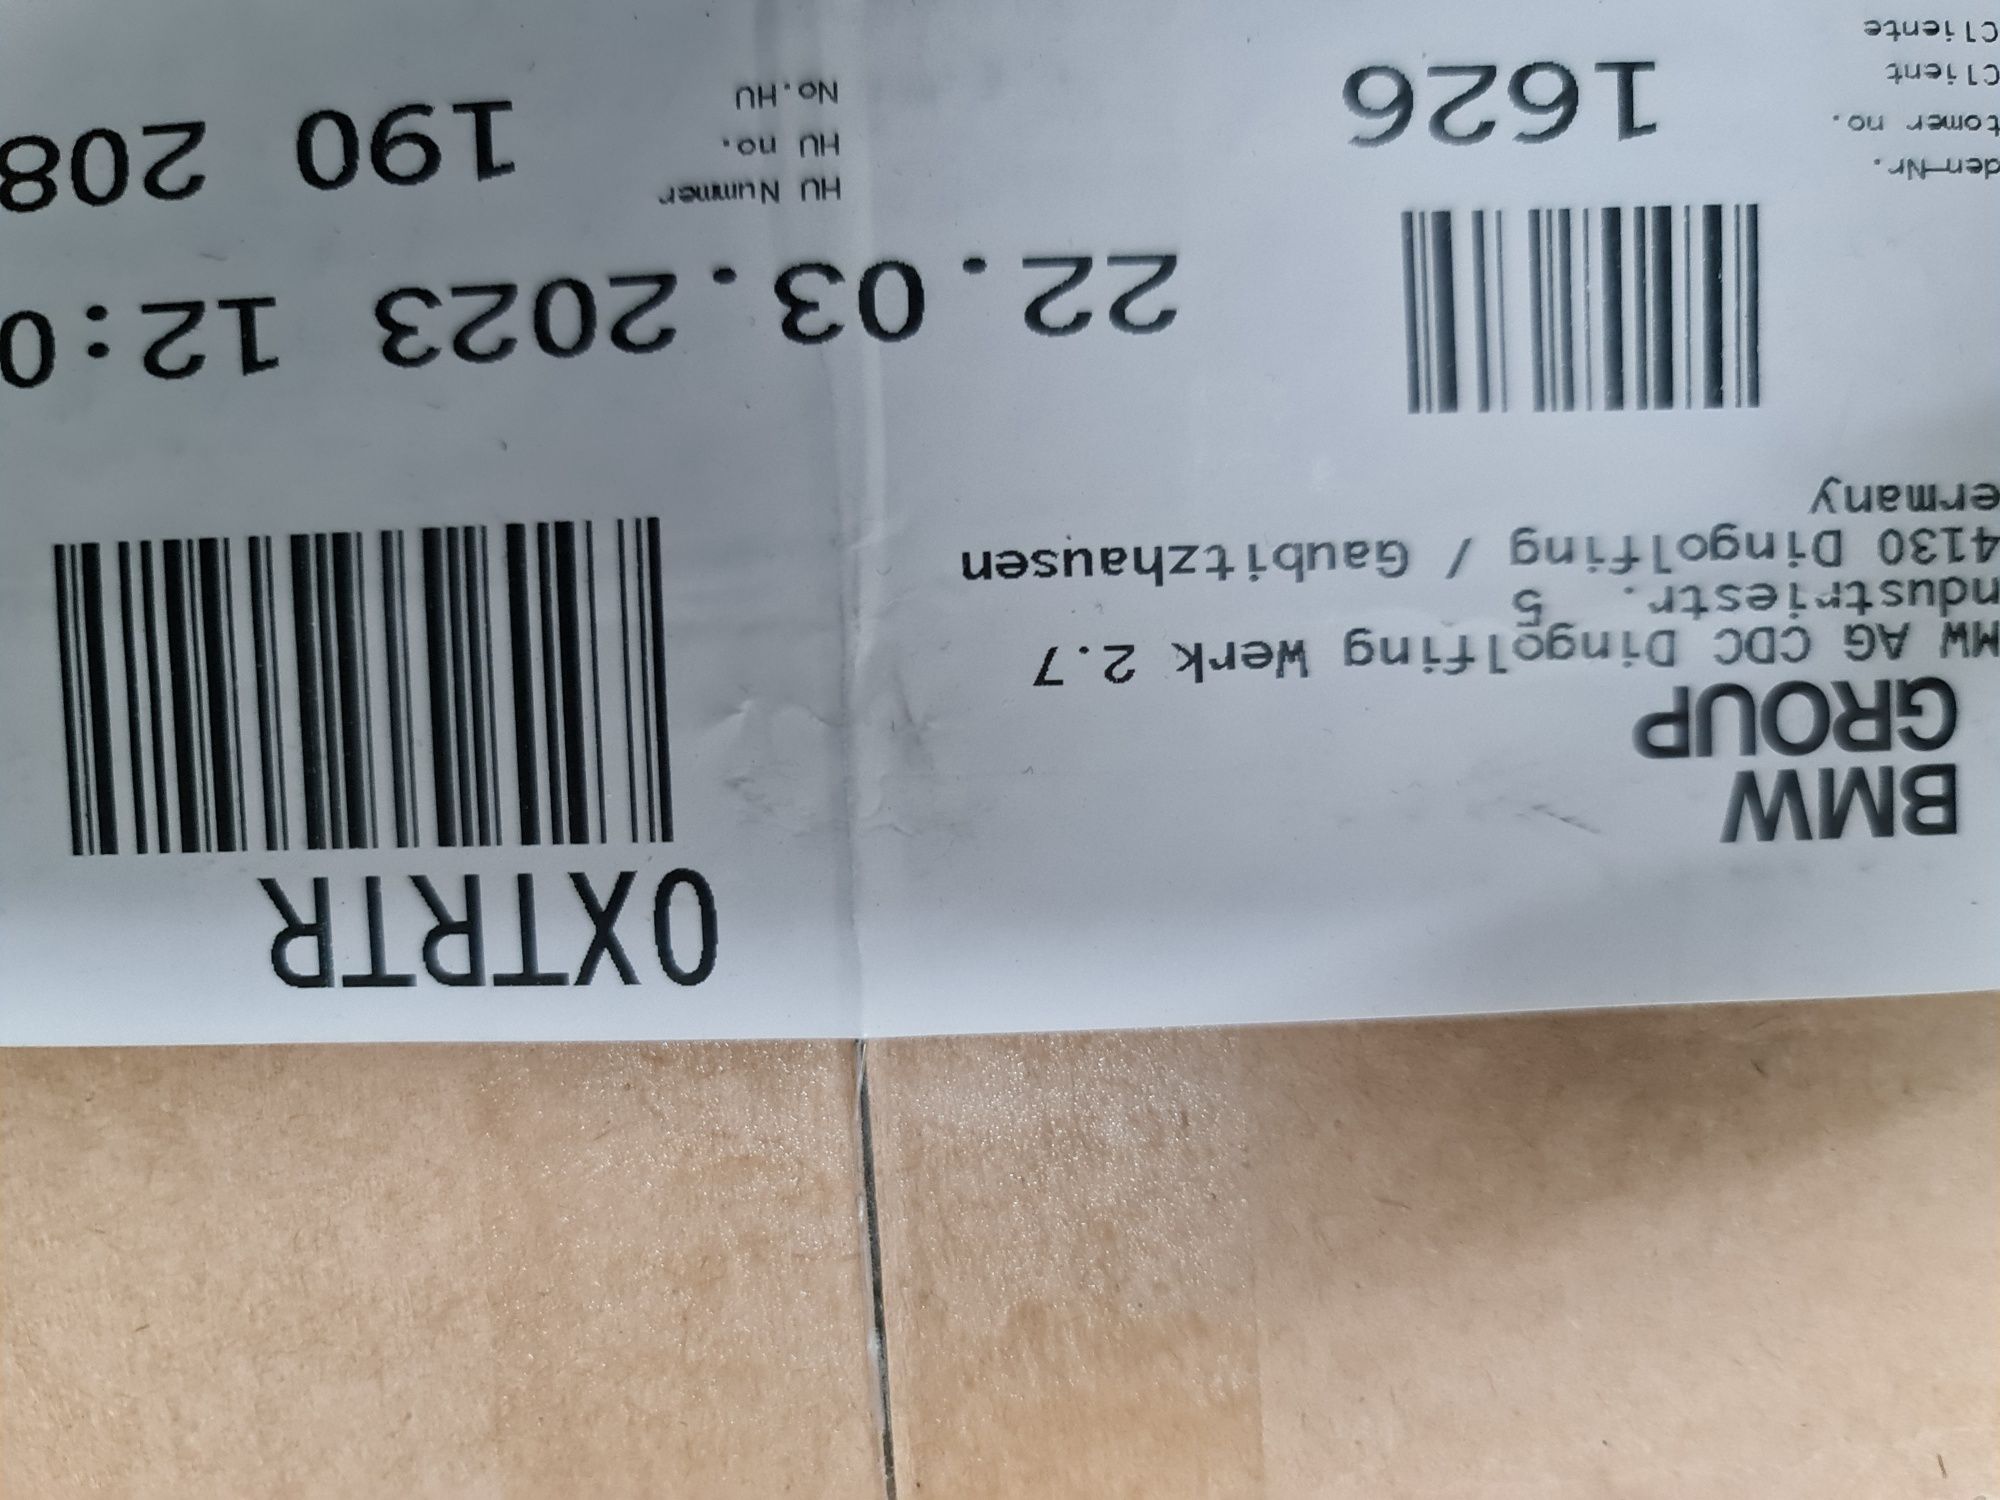 0XTRTR
BMW
GROUP
MW AG CDC Dingolfing Werk 2.7
ndustriestr. 5
4130 Dingolfing / Gaubitzhausen
ermany
22.03.2023 12:0
den-Nr.
tomer no.
Client
Cliente
1626
HU Nummer
HU no.
No.HU
190 208